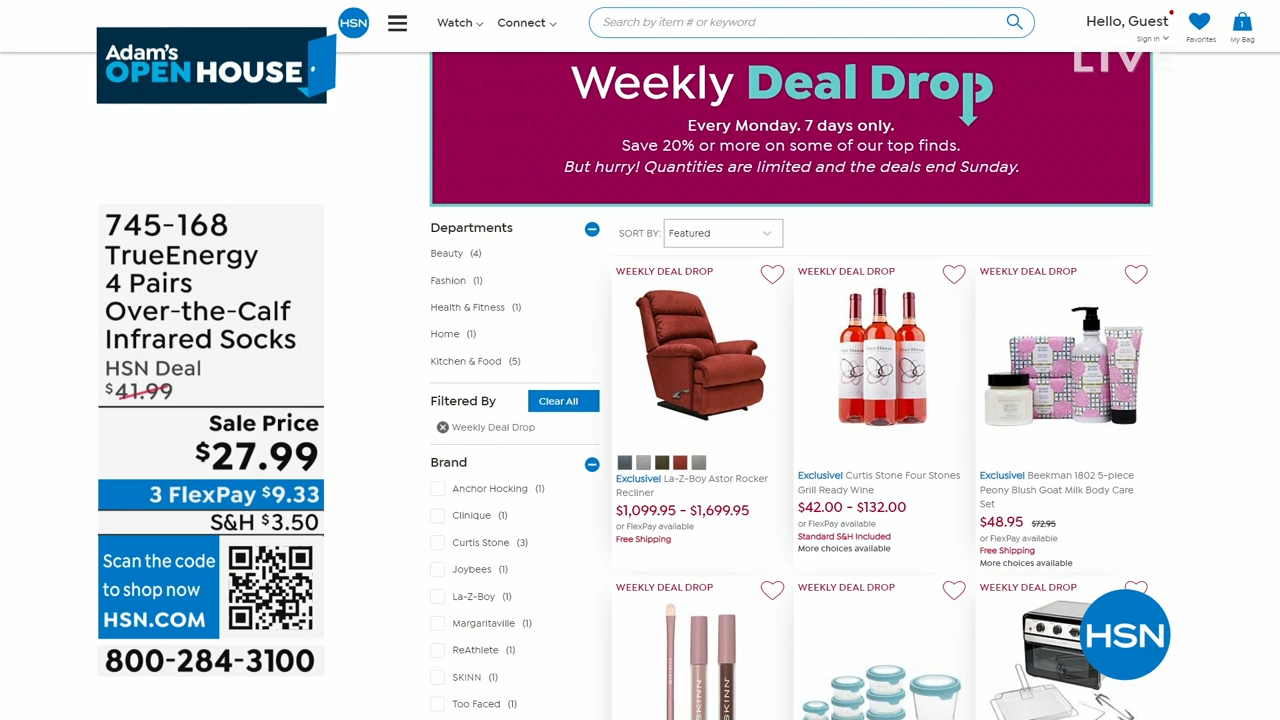 HSN
Watch
Connect
Search by item # or keyword
Hello, Guest
Sign In
Favorites
1
My Bag
Adam's
OPEN HOUSE
LIVE
Weekly Deal Drop
Every Monday. 7 days only.
Save 20% or more on some of our top finds.
But hurry! Quantities are limited and the deals end Sunday.
745-168
TrueEnergy
4 Pairs
Over-the-Calf
Infrared Socks
HSN Deal
$41.99
Sale Price
$27.99
3 FlexPay $9.33
S&H $3.50
Scan the code
to shop now
HSN.COM
800-284-3100
Departments
Beauty (4)
Fashion (1)
Health & Fitness (1)
Home (1)
Kitchen & Food (5)
Filtered By
Clear All
Weekly Deal Drop
Brand
Anchor Hocking (1)
Clinique (1)
Curtis Stone (3)
Joybees (1)
La-Z-Boy (1)
Margaritaville (1)
ReAthlete (1)
SKINN (1)
Too Faced (1)
SORT BY: Featured
WEEKLY DEAL DROP
Exclusive! La-Z-Boy Astor Rocker
Recliner
$1,099.95 - $1,699.95
or FlexPay available
Free Shipping
WEEKLY DEAL DROP
Exclusive! Curtis Stone Four Stones
Grill Ready Wine
$42.00 - $132.00
or FlexPay available
Standard S&H Included
More choices available
WEEKLY DEAL DROP
Exclusive! Beekman 1802 5-piece
Peony Blush Goat Milk Body Care
Set
$48.95 $72.95
or FlexPay available
Free Shipping
More choices available
WEEKLY DEAL DROP
SKINN
SKINN
WEEKLY DEAL DROP
WEEKLY DEAL DROP
HSN